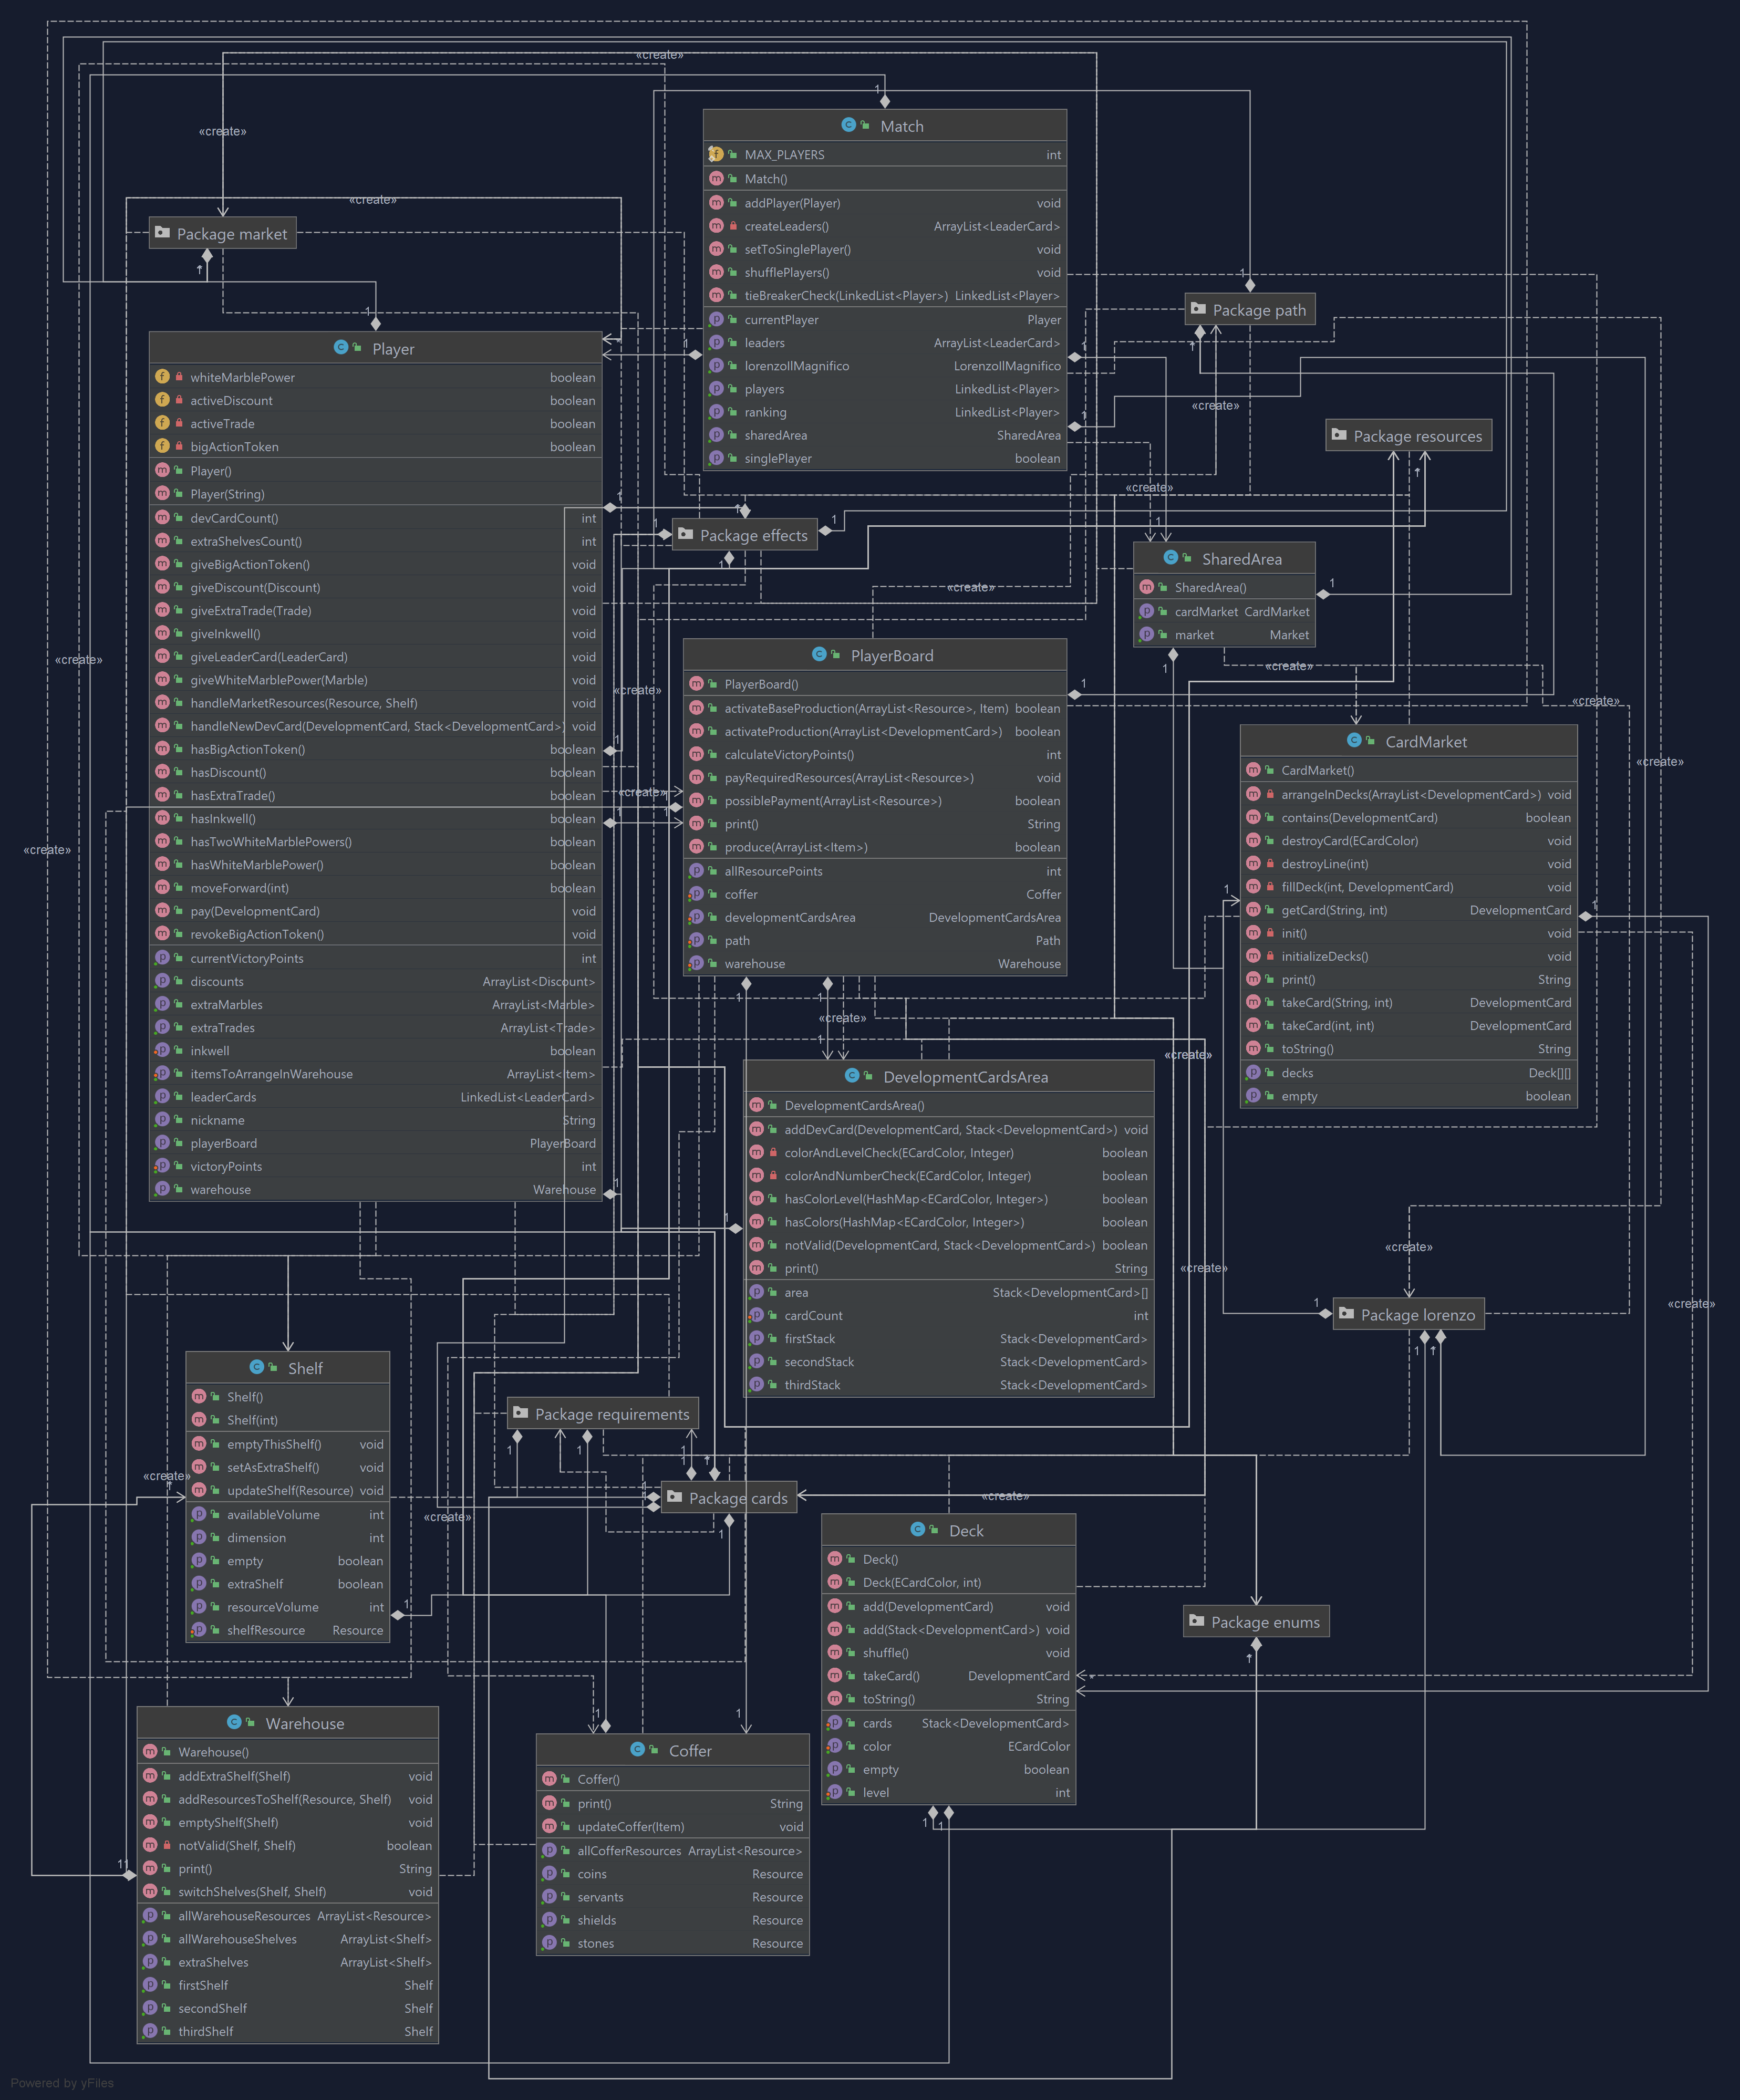 «create»
1
«create»
Match
MAX_PLAYERS int
Match()
addPlayer(Player) void
createLeaders() ArrayList<LeaderCard>
setToSinglePlayer() void
shufflePlayers() void
tieBreakerCheck(LinkedList<Player>) LinkedList<Player>
currentPlayer Player
leaders ArrayList<LeaderCard>
lorenzoIlMagnifico LorenzoIlMagnifico
players LinkedList<Player>
ranking LinkedList<Player>
sharedArea SharedArea
singlePlayer boolean
«create»
Package market
1
Package path
1
«create»
Package resources
Player
whiteMarblePower boolean
activeDiscount boolean
activeTrade boolean
bigActionToken boolean
Player()
Player(String)
devCardCount() int
extraShelvesCount() int
giveBigActionToken() void
giveDiscount(Discount) void
giveExtraTrade(Trade) void
giveInkwell() void
giveLeaderCard(LeaderCard) void
giveWhiteMarblePower(Marble) void
handleMarketResources(Resource, Shelf) void
handleNewDevCard(DevelopmentCard, Stack<DevelopmentCard>) void
hasBigActionToken() boolean
hasDiscount() boolean
hasExtraTrade() boolean
hasInkwell() boolean
hasTwoWhiteMarblePowers() boolean
hasWhiteMarblePower() boolean
moveForward(int) boolean
pay(DevelopmentCard) void
revokeBigActionToken() void
currentVictoryPoints int
discounts ArrayList<Discount>
extraMarbles ArrayList<Marble>
extraTrades ArrayList<Trade>
inkwell boolean
itemsToArrangeInWarehouse ArrayList<Item>
leaderCards LinkedList<LeaderCard>
nickname String
playerBoard PlayerBoard
victoryPoints int
warehouse Warehouse
«create»
Package effects
1
1
1
SharedArea
SharedArea()
cardMarket CardMarket
market Market
1
1
«create»
«create»
«create»
«create»
«create»
«create»
«create»
PlayerBoard
PlayerBoard()
activateBaseProduction(ArrayList<Resource>, Item) boolean
activateProduction(ArrayList<DevelopmentCard>) boolean
calculateVictoryPoints() int
payRequiredResources(ArrayList<Resource>) void
possiblePayment(ArrayList<Resource>) boolean
print() String
produce(ArrayList<Item>) boolean
allResourcePoints int
coffer Coffer
developmentCardsArea DevelopmentCardsArea
path Path
warehouse Warehouse
«create»
CardMarket
CardMarket()
arrangeInDecks(ArrayList<DevelopmentCard>) void
contains(DevelopmentCard) boolean
destroyCard(ECardColor) void
destroyLine(int) void
fillDeck(int, DevelopmentCard) void
getCard(String, int) DevelopmentCard
init() void
initializeDecks() void
print() String
takeCard(String, int) DevelopmentCard
takeCard(int, int) DevelopmentCard
toString() String
decks Deck[][]
empty boolean
«create»
«create»
DevelopmentCardsArea
DevelopmentCardsArea()
addDevCard(DevelopmentCard, Stack<DevelopmentCard>) void
colorAndLevelCheck(ECardColor, Integer) boolean
colorAndNumberCheck(ECardColor, Integer) boolean
hasColorLevel(HashMap<ECardColor, Integer>) boolean
hasColors(HashMap<ECardColor, Integer>) boolean
notValid(DevelopmentCard, Stack<DevelopmentCard>) boolean
print() String
area Stack<DevelopmentCard>[]
cardCount int
firstStack Stack<DevelopmentCard>
secondStack Stack<DevelopmentCard>
thirdStack Stack<DevelopmentCard>
«create»
«create»
«create»
Package lorenzo
1
1
Shelf
Shelf()
Shelf(int)
emptyThisShelf() void
setAsExtraShelf() void
updateShelf(Resource) void
availableVolume int
dimension int
empty boolean
extraShelf boolean
resourceVolume int
shelfResource Resource
Package requirements
1
1
1
«create»
Package cards
«create»
«create»
1
Deck
Deck()
Deck(ECardColor, int)
add(DevelopmentCard) void
add(Stack<DevelopmentCard>) void
shuffle() void
takeCard() DevelopmentCard
toString() String
cards Stack<DevelopmentCard>
color ECardColor
empty boolean
level int
Package enums
Warehouse
Warehouse()
addExtraShelf(Shelf) void
addResourcesToShelf(Resource, Shelf) void
emptyShelf(Shelf) void
notValid(Shelf, Shelf) boolean
print() String
switchShelves(Shelf, Shelf) void
allWarehouseResources ArrayList<Resource>
allWarehouseShelves ArrayList<Shelf>
extraShelves ArrayList<Shelf>
firstShelf Shelf
secondShelf Shelf
thirdShelf Shelf
1
1
Coffer
Coffer()
print() String
updateCoffer(Item) void
allCofferResources ArrayList<Resource>
coins Resource
servants Resource
shields Resource
stones Resource
1
1
Powered by yFiles